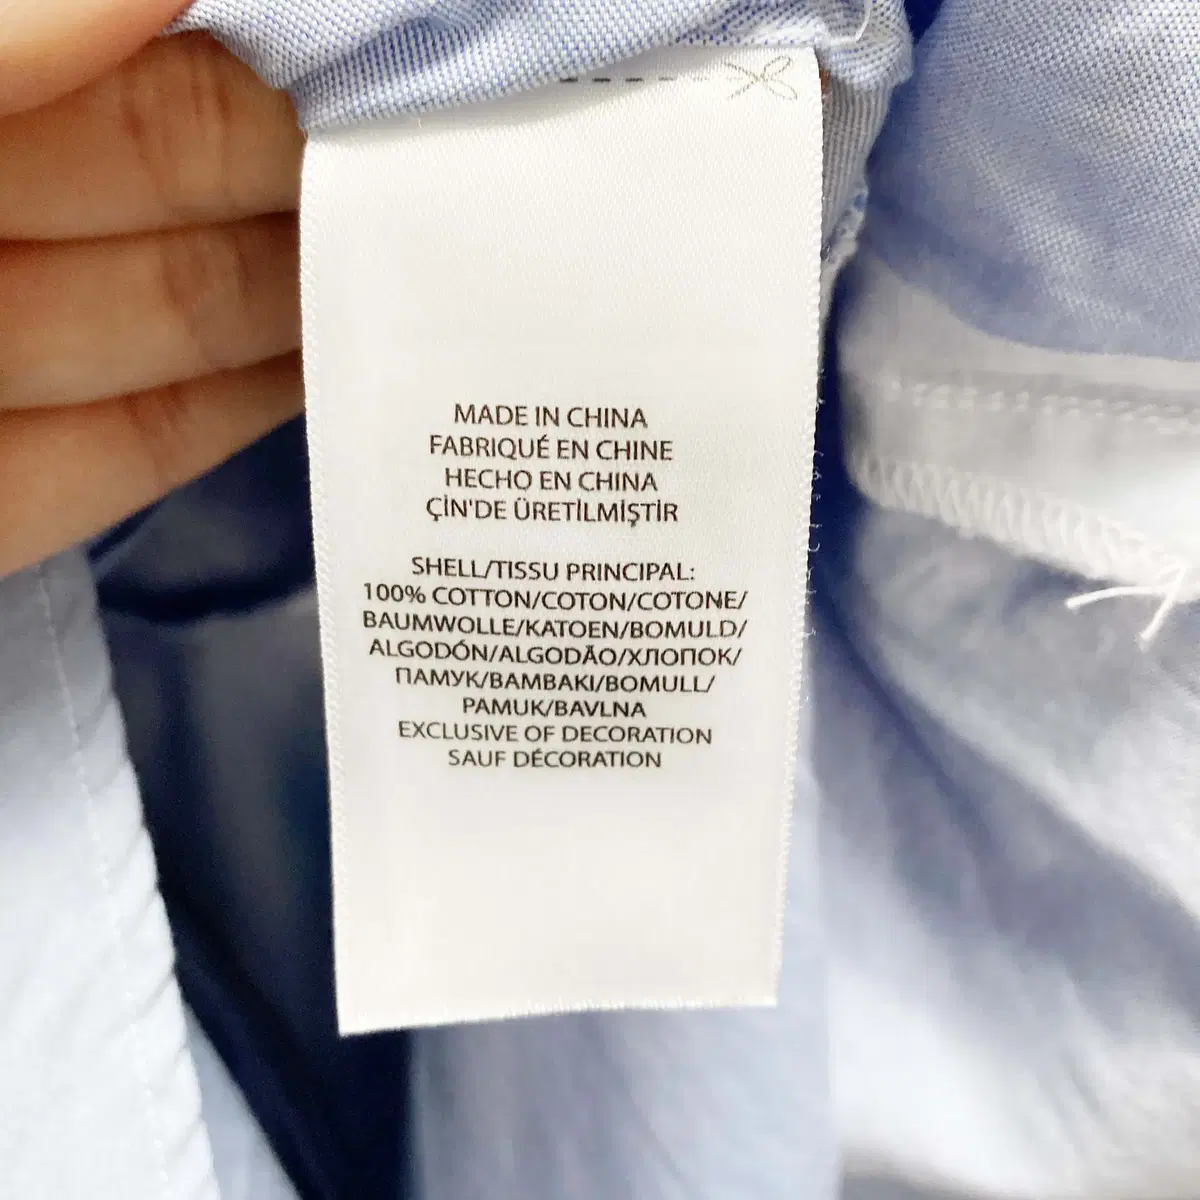 MADE IN CHINA
FABRIQUÉ EN CHINE
HECHO EN CHINA
ÇİN'DE ÜRETİLMİŞTİR
SHELL/TISSU PRINCIPAL:
100% COTTON/COTON/COTONE/
BAUMWOLLE/KATOEN/BOMULD/
ALGODÓN/ALGODÃO/ХЛОПОК/
ПАМУК/BAMBAKI/BOMULL/
PAMUK/BAVLNA
EXCLUSIVE OF DECORATION
SAUF DÉCORATION